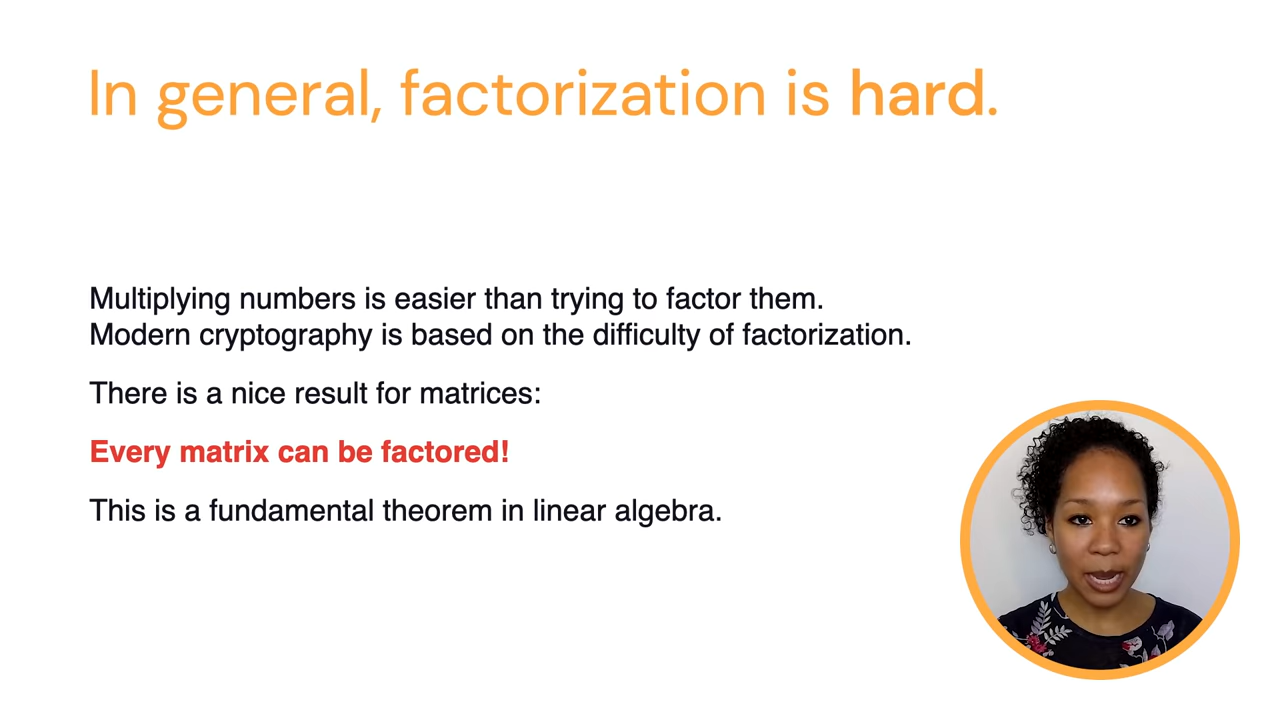 In general, factorization is hard.
Multiplying numbers is easier than trying to factor them.
Modern cryptography is based on the difficulty of factorization.
There is a nice result for matrices:
Every matrix can be factored!
This is a fundamental theorem in linear algebra.